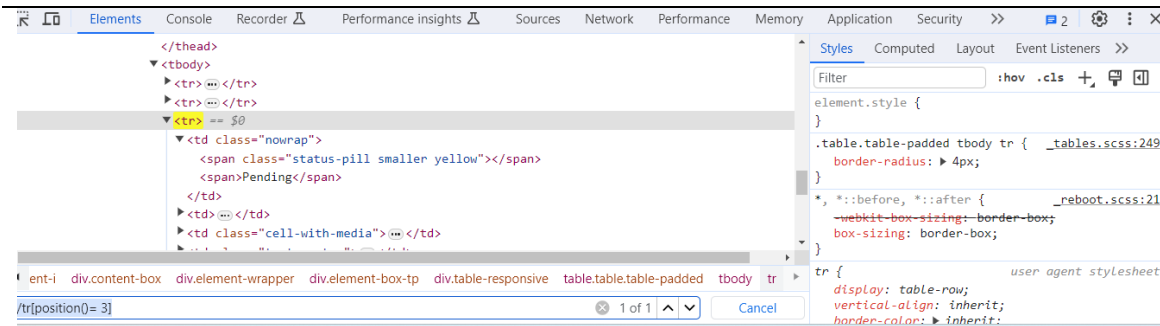 Elements Console Recorder Performance insights Sources Network Performance Memory Application Security >> 2
</thead>
<tbody>
<tr> ... </tr>
<tr> ... </tr>
<tr> == $0
<td class="nowrap">
<span class="status-pill smaller yellow"></span>
<span>Pending</span>
</td>
<td> ... </td>
<td class="cell-with-media"> ... </td>
ent-i div.content-box div.element-wrapper div.element-box-tp div.table-responsive table.table.table-padded tbody tr
/tr[position()= 3] 1 of 1 Cancel
Styles Computed Layout Event Listeners >>
Filter :hov .cls
element.style {
}
.table.table-padded tbody tr { _tables.scss:249
border-radius: 4px;
}
*, *::before, *::after { _reboot.scss:21
-webkit-box-sizing: border-box;
box-sizing: border-box;
}
tr { user agent stylesheet
display: table-row;
vertical-align: inherit;
border-color: inherit;